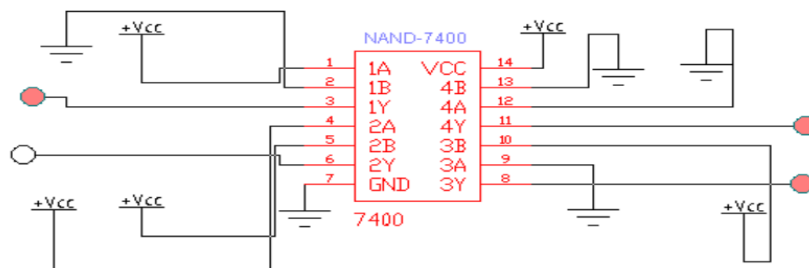 NAND-7400
+Vcc
+Vcc
1 1A VCC 14
2 1B 4B 13
3 1Y 4A 12
4 2A 4Y 11
5 2B 3B 10
6 2Y 3A 9
7 GND 3Y 8
+Vcc
+Vcc
7400
+Vcc